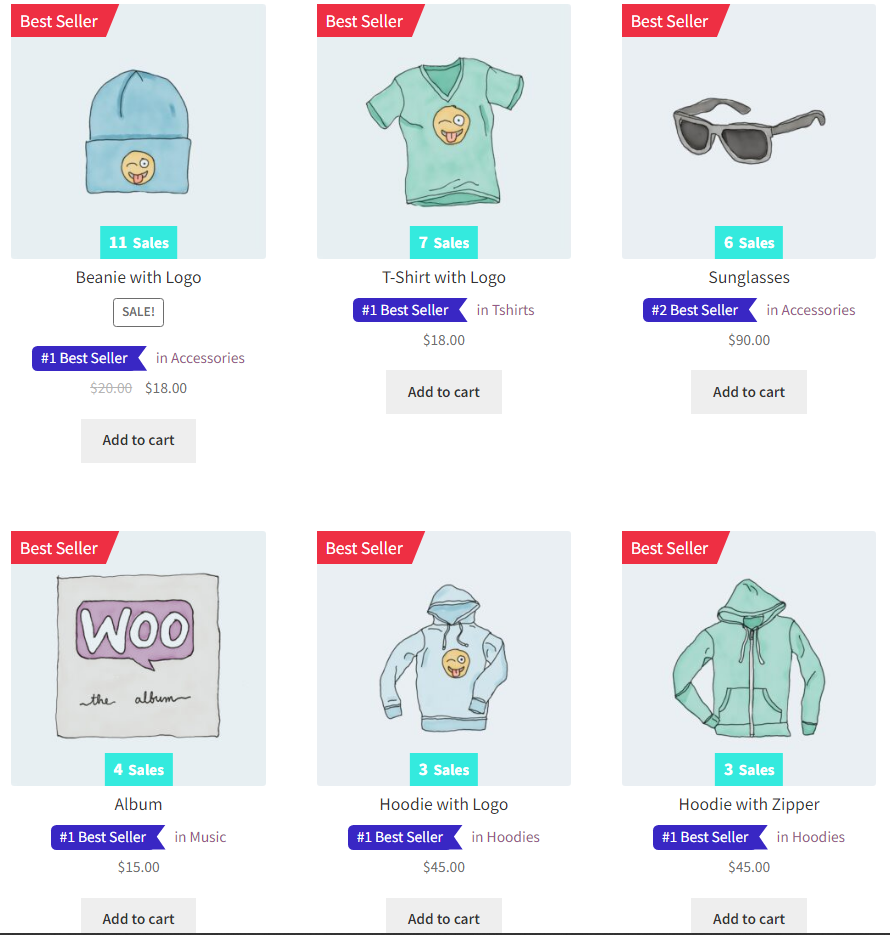 Best Seller
Best Seller
Best Seller
11 Sales
7 Sales
6 Sales
Beanie with Logo
T-Shirt with Logo
Sunglasses
SALE!
#1 Best Seller in Tshirts
#2 Best Seller in Accessories
$18.00
$90.00
#1 Best Seller in Accessories
$20.00 $18.00
Add to cart
Add to cart
Add to cart
Best Seller
Best Seller
Best Seller
WOO
~the album~
4 Sales
3 Sales
3 Sales
Album
Hoodie with Logo
Hoodie with Zipper
#1 Best Seller in Music
#1 Best Seller in Hoodies
#1 Best Seller in Hoodies
$15.00
$45.00
$45.00
Add to cart
Add to cart
Add to cart